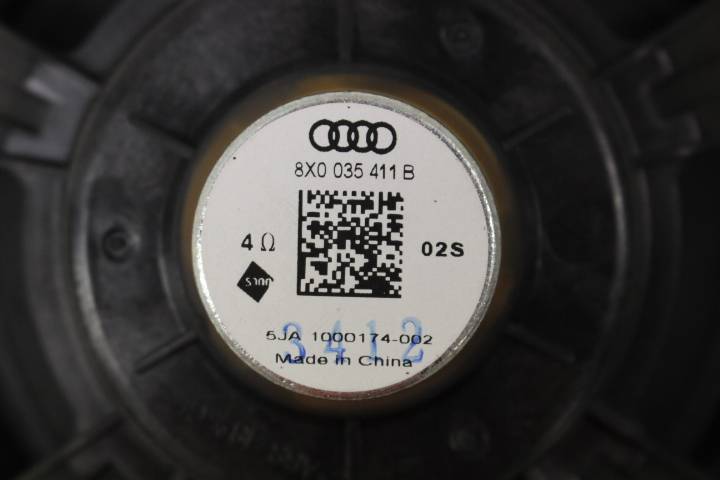 8X0 035 411 B
4 Ω
02S
5JA 1000174-002
3412
Made in China